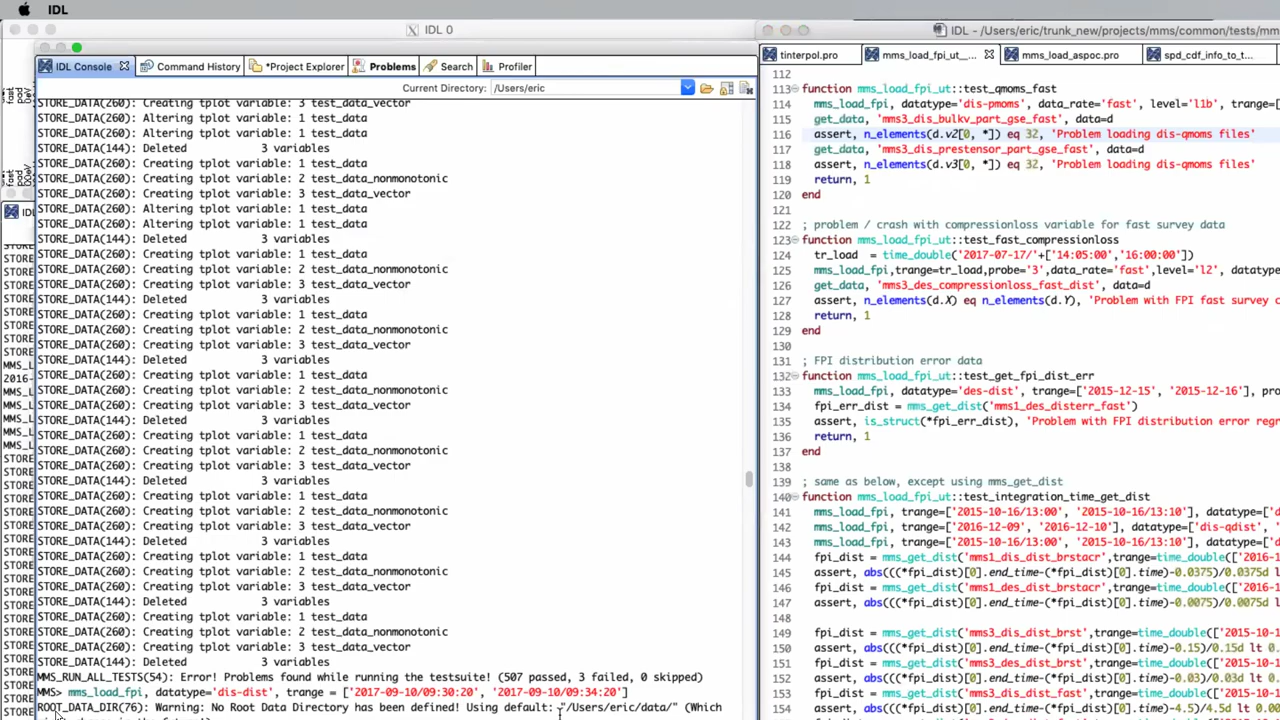 IDL
IDL 0
IDL - /Users/eric/trunk_new/projects/mms/common/tests/mm
IDL Console
Command History
*Project Explorer
Problems
Search
Profiler
tinterpol.pro
mms_load_fpi_ut__...
mms_load_aspoc.pro
spd_cdf_info_to_t...
Current Directory: /Users/eric
STORE_DATA(260): Creating tplot variable: 3 test_data_vector
STORE_DATA(260): Altering tplot variable: 1 test_data
STORE_DATA(260): Altering tplot variable: 1 test_data
STORE_DATA(144): Deleted 3 variables
STORE_DATA(260): Creating tplot variable: 1 test_data
STORE_DATA(260): Creating tplot variable: 2 test_data_nonmonotonic
STORE_DATA(260): Creating tplot variable: 3 test_data_vector
STORE_DATA(260): Altering tplot variable: 1 test_data
STORE_DATA(260): Altering tplot variable: 1 test_data
STORE_DATA(144): Deleted 3 variables
STORE_DATA(260): Creating tplot variable: 1 test_data
STORE_DATA(260): Creating tplot variable: 2 test_data_nonmonotonic
STORE_DATA(260): Creating tplot variable: 3 test_data_vector
STORE_DATA(144): Deleted 3 variables
STORE_DATA(260): Creating tplot variable: 1 test_data
STORE_DATA(260): Creating tplot variable: 2 test_data_nonmonotonic
STORE_DATA(260): Creating tplot variable: 3 test_data_vector
STORE_DATA(144): Deleted 3 variables
STORE_DATA(260): Creating tplot variable: 1 test_data
STORE_DATA(260): Creating tplot variable: 2 test_data_nonmonotonic
STORE_DATA(260): Creating tplot variable: 3 test_data_vector
STORE_DATA(144): Deleted 3 variables
STORE_DATA(260): Creating tplot variable: 1 test_data
STORE_DATA(260): Creating tplot variable: 2 test_data_nonmonotonic
STORE_DATA(260): Creating tplot variable: 3 test_data_vector
STORE_DATA(144): Deleted 3 variables
STORE_DATA(260): Creating tplot variable: 1 test_data
STORE_DATA(260): Creating tplot variable: 2 test_data_nonmonotonic
STORE_DATA(260): Creating tplot variable: 3 test_data_vector
STORE_DATA(144): Deleted 3 variables
STORE_DATA(260): Creating tplot variable: 1 test_data
STORE_DATA(260): Creating tplot variable: 2 test_data_nonmonotonic
STORE_DATA(260): Creating tplot variable: 3 test_data_vector
STORE_DATA(144): Deleted 3 variables
STORE_DATA(260): Creating tplot variable: 1 test_data
STORE_DATA(260): Creating tplot variable: 2 test_data_nonmonotonic
STORE_DATA(260): Creating tplot variable: 3 test_data_vector
STORE_DATA(144): Deleted 3 variables
MMS_RUN_ALL_TESTS(54): Error! Problems found while running the testsuite! (507 passed, 3 failed, 0 skipped)
MMS> mms_load_fpi, datatype='dis-dist', trange = ['2017-09-10/09:30:20', '2017-09-10/09:34:20']
ROOT_DATA_DIR(76): Warning: No Root Data Directory has been defined! Using default: "/Users/eric/data/" (Which
112
113 function mms_load_fpi_ut::test_qmoms_fast
114 mms_load_fpi, datatype='dis-pmoms', data_rate='fast', level='l1b', trange=[
115 get_data, 'mms3_dis_bulkv_part_gse_fast', data=d
116 assert, n_elements(d.v2[0, *]) eq 32, 'Problem loading dis-qmoms files'
117 get_data, 'mms3_dis_prestensor_part_gse_fast', data=d
118 assert, n_elements(d.v3[0, *]) eq 32, 'Problem loading dis-qmoms files'
119 return, 1
120 end
121
122 ; problem / crash with compressionloss variable for fast survey data
123 function mms_load_fpi_ut::test_fast_compressionloss
124 tr_load = time_double('2017-07-17/'+['14:05:00','16:00:00'])
125 mms_load_fpi,trange=tr_load,probe='3',data_rate='fast',level='l2', datatyp
126 get_data, 'mms3_des_compressionloss_fast_dist', data=d
127 assert, n_elements(d.X) eq n_elements(d.Y), 'Problem with FPI fast survey c
128 return, 1
129 end
130
131 ; FPI distribution error data
132 function mms_load_fpi_ut::test_get_fpi_dist_err
133 mms_load_fpi, datatype='des-dist', trange=['2015-12-15', '2015-12-16'], pro
134 fpi_err_dist = mms_get_dist('mms1_des_disterr_fast')
135 assert, is_struct(*fpi_err_dist), 'Problem with FPI distribution error regr
136 return, 1
137 end
138
139 ; same as below, except using mms_get_dist
140 function mms_load_fpi_ut::test_integration_time_get_dist
141 mms_load_fpi, trange=['2015-10-16/13:00', '2015-10-16/13:10'], datatype=['d
142 mms_load_fpi, trange=['2016-12-09', '2016-12-10'], datatype=['dis-qdist',
143 mms_load_fpi, trange=['2015-10-16/13:00', '2015-10-16/13:10'], datatype=['d
144 fpi_dist = mms_get_dist('mms1_dis_dist_brstacr',trange=time_double(['2016-1
145 assert, abs(((*fpi_dist)[0].end_time-(*fpi_dist)[0].time)-0.0375)/0.0375d l
146 fpi_dist = mms_get_dist('mms1_des_dist_brstacr',trange=time_double(['2016-1
147 assert, abs(((*fpi_dist)[0].end_time-(*fpi_dist)[0].time)-0.0075)/0.0075d l
148
149 fpi_dist = mms_get_dist('mms3_dis_dist_brst',trange=time_double(['2015-10-1
150 assert, abs(((*fpi_dist)[0].end_time-(*fpi_dist)[0].time)-0.15)/0.15d lt 0.
151 fpi_dist = mms_get_dist('mms3_des_dist_brst',trange=time_double(['2015-10-1
152 assert, abs(((*fpi_dist)[0].end_time-(*fpi_dist)[0].time)-0.03)/0.03d lt 0.
153 fpi_dist = mms_get_dist('mms3_dis_dist_fast',trange=time_double(['2015-10-1
154 assert, abs(((*fpi_dist)[0].end_time-(*fpi_dist)[0].time)-4.5)/4.5d lt 0.